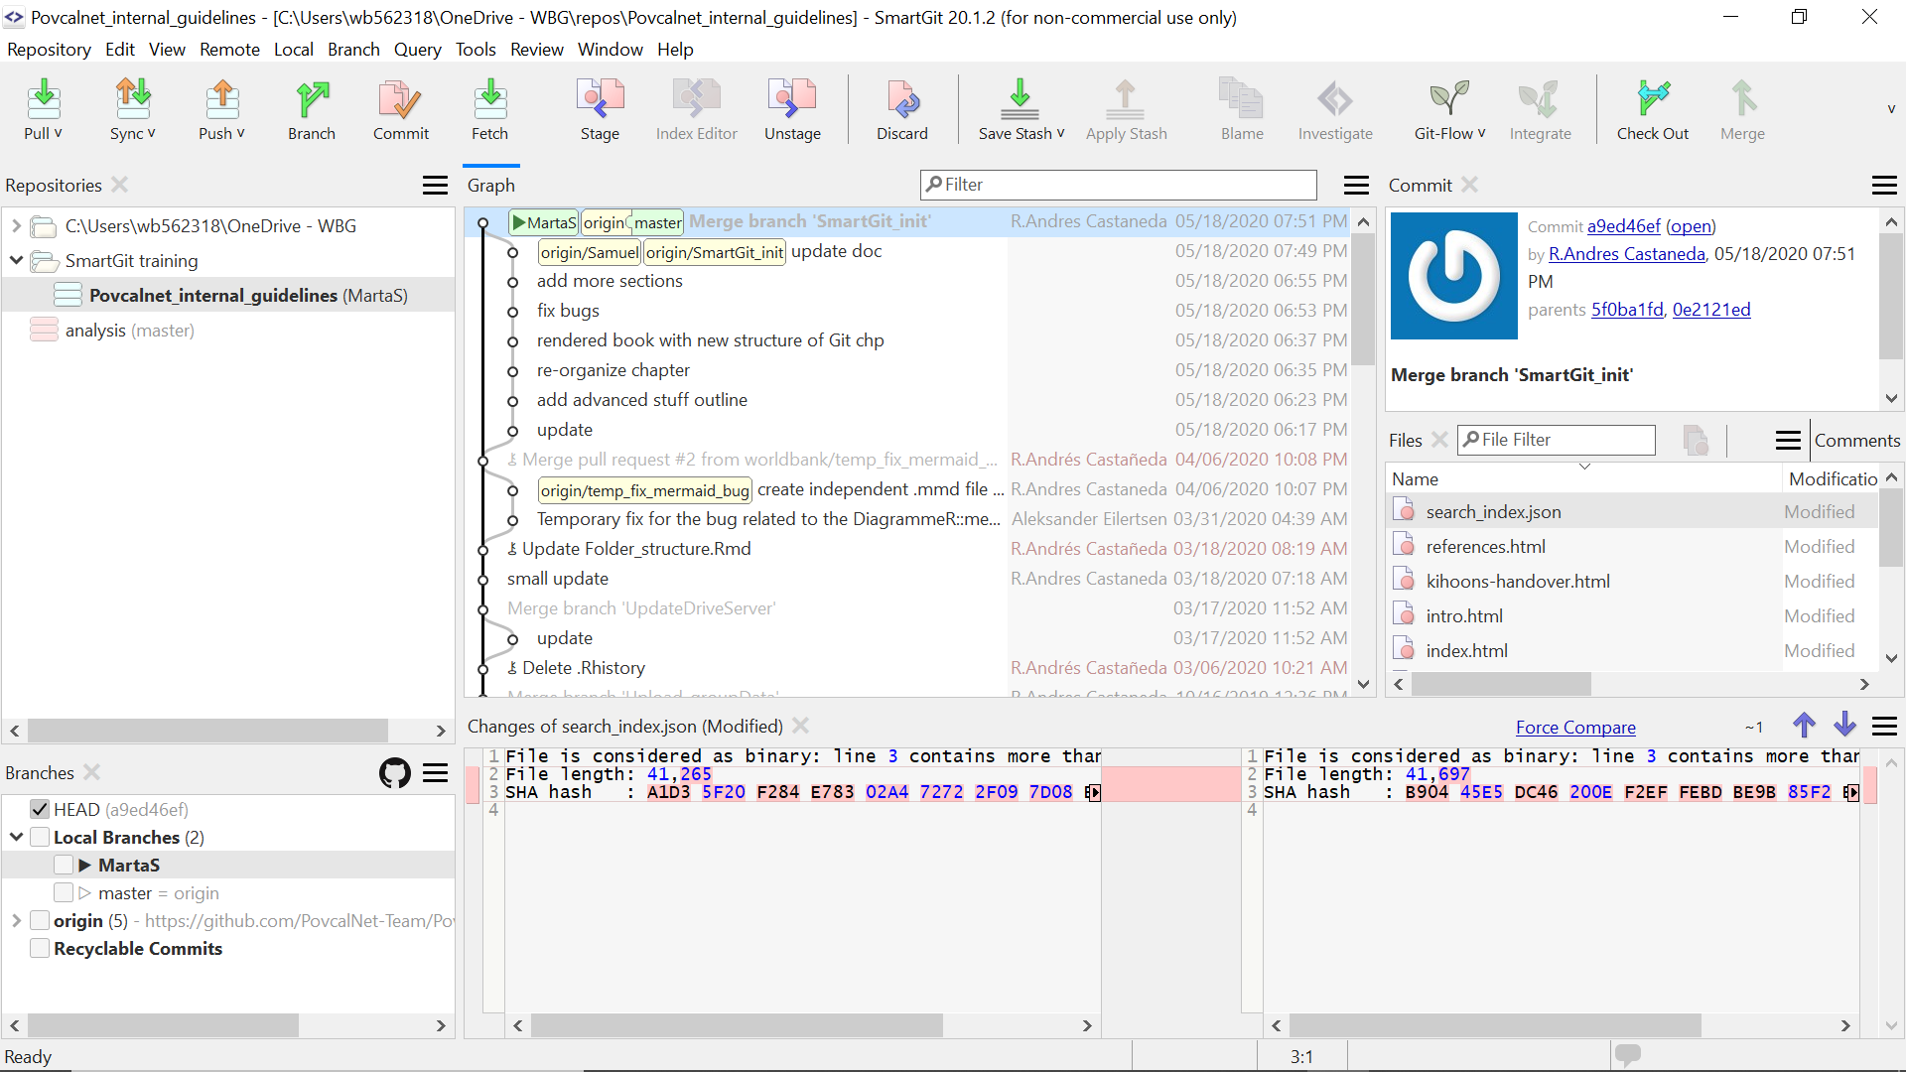 Povcalnet_internal_guidelines - [C:\Users\wb562318\OneDrive - WBG\repos\Povcalnet_internal_guidelines] - SmartGit 20.1.2 (for non-commercial use only)
Repository Edit View Remote Local Branch Query Tools Review Window Help
Pull Sync Push Branch Commit Fetch Stage Index Editor Unstage Discard Save Stash Apply Stash Blame Investigate Git-Flow Integrate Check Out Merge
Repositories
C:\Users\wb562318\OneDrive - WBG
SmartGit training
Povcalnet_internal_guidelines (MartaS)
analysis (master)
Graph
Filter
MartaS origin master Merge branch 'SmartGit_init' R.Andres Castaneda 05/18/2020 07:51 PM
origin/Samuel origin/SmartGit_init update doc 05/18/2020 07:49 PM
add more sections 05/18/2020 06:55 PM
fix bugs 05/18/2020 06:53 PM
rendered book with new structure of Git chp 05/18/2020 06:37 PM
re-organize chapter 05/18/2020 06:35 PM
add advanced stuff outline 05/18/2020 06:23 PM
update 05/18/2020 06:17 PM
Merge pull request #2 from worldbank/temp_fix_mermaid_... R.Andrés Castañeda 04/06/2020 10:08 PM
origin/temp_fix_mermaid_bug create independent .mmd file ... R.Andres Castaneda 04/06/2020 10:07 PM
Temporary fix for the bug related to the DiagrammeR::me... Aleksander Eilertsen 03/31/2020 04:39 AM
Update Folder_structure.Rmd R.Andrés Castañeda 03/18/2020 08:19 AM
small update R.Andres Castaneda 03/18/2020 07:18 AM
Merge branch 'UpdateDriveServer' 03/17/2020 11:52 AM
update 03/17/2020 11:52 AM
Delete .Rhistory R.Andrés Castañeda 03/06/2020 10:21 AM
Merge branch 'Upload_groupData' R.Andres Castaneda 10/16/2019 12:36 PM
Commit
Commit a9ed46ef (open)
by R.Andres Castaneda, 05/18/2020 07:51
PM
parents 5f0ba1fd, 0e2121ed
Merge branch 'SmartGit_init'
Files File Filter Comments
Name Modificatio
search_index.json Modified
references.html Modified
kihoons-handover.html Modified
intro.html Modified
index.html Modified
Branches
HEAD (a9ed46ef)
Local Branches (2)
MartaS
master = origin
origin (5) - https://github.com/PovcalNet-Team/Po
Recyclable Commits
Changes of search_index.json (Modified) Force Compare ~1
1 File is considered as binary: line 3 contains more than
2 File length: 41,265
3 SHA hash : A1D3 5F20 F284 E783 02A4 7272 2F09 7D08
4
1 File is considered as binary: line 3 contains more than
2 File length: 41,697
3 SHA hash : B904 45E5 DC46 200E F2EF FEBD BE9B 85F2
4
Ready 3:1